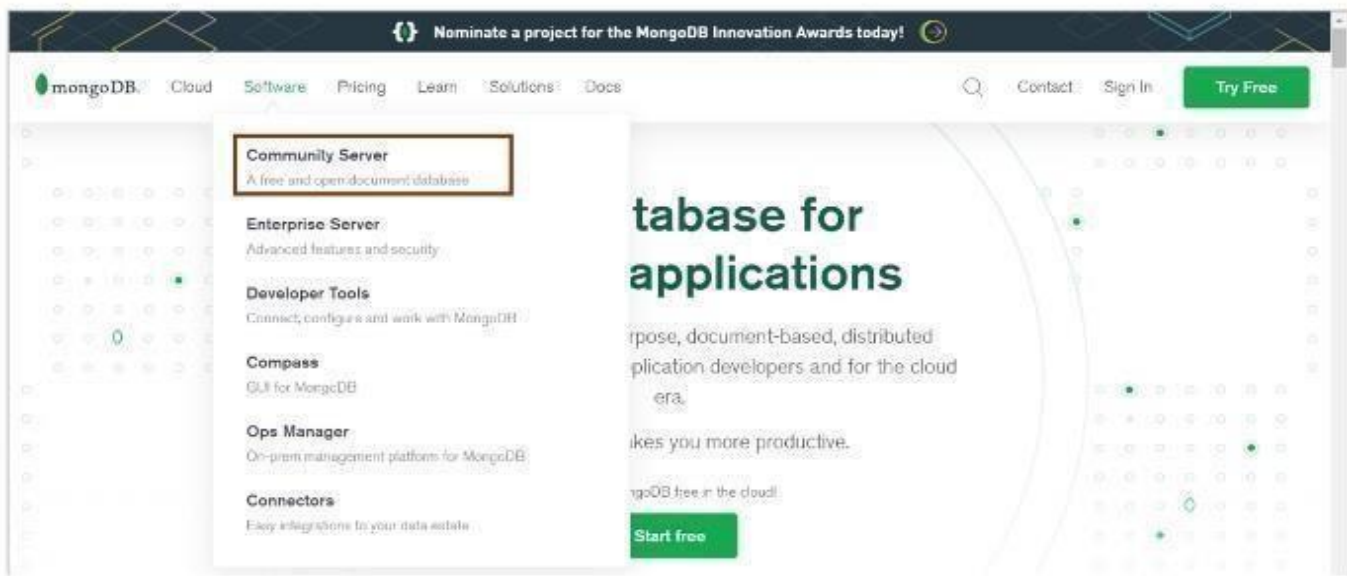 Nominate a project for the MongoDB Innovation Awards today!
mongoDB. Cloud Software Pricing Learn Solutions Docs Contact Sign In Try Free
Community Server
A free and open document database
Enterprise Server
Advanced features and security
Developer Tools
Connect, configure and work with MongoDB
Compass
GUI for MongoDB
Ops Manager
On-prem management platform for MongoDB
Connectors
Easy integrations to your data estate
tabase for
applications
rpose, document-based, distributed
plication developers and for the cloud
era.
kes you more productive.
ngoDB free in the cloud!
Start free